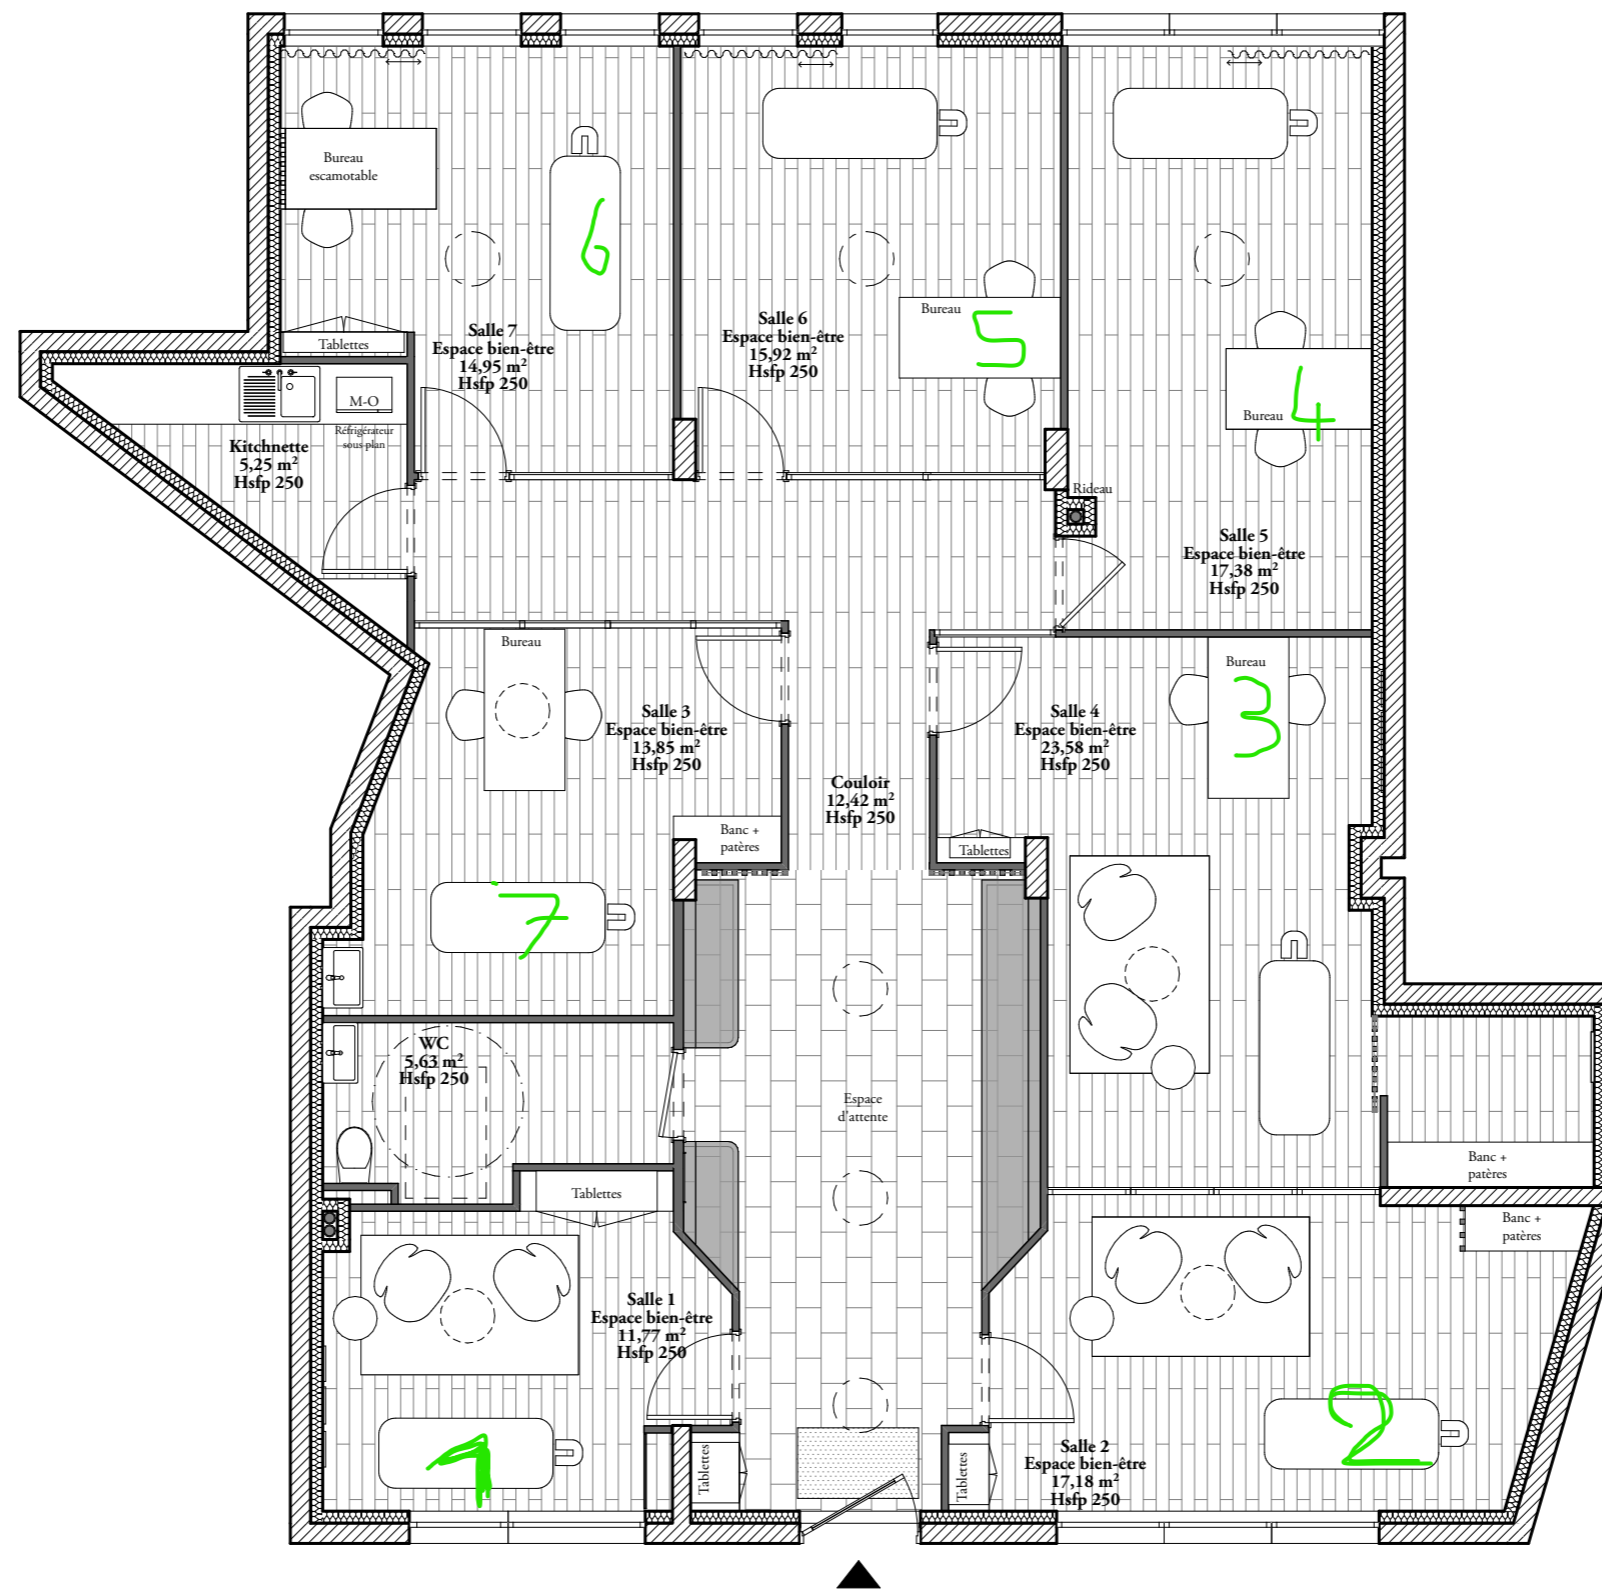 Bureau
escamotable
6
Tablettes
Salle 7
Espace bien-être
14,95 m²
Hsfp 250
Salle 6
Espace bien-être
15,92 m²
Hsfp 250
Bureau
5
Bureau
4
M-O
Réfrigérateur
sous-plan
Kitchnette
5,25 m²
Hsfp 250
Rideau
Salle 5
Espace bien-être
17,38 m²
Hsfp 250
Bureau
Salle 3
Espace bien-être
13,85 m²
Hsfp 250
Bureau
3
Salle 4
Espace bien-être
23,58 m²
Hsfp 250
Couloir
12,42 m²
Hsfp 250
Banc +
patères
Tablettes
7
WC
5,63 m²
Hsfp 250
Espace
d'attente
Banc +
patères
Tablettes
Banc +
patères
Salle 1
Espace bien-être
11,77 m²
Hsfp 250
1
Tablettes
Tablettes
Salle 2
Espace bien-être
17,18 m²
Hsfp 250
2